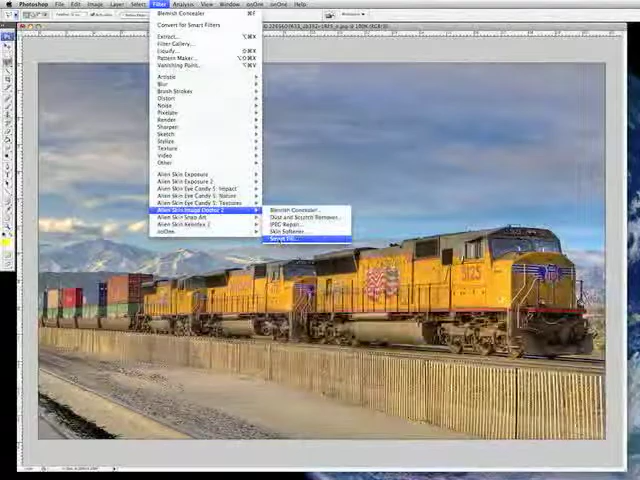 Photoshop File Edit Image Layer Select Filter Analysis View Window onOne Help
Blemish Concealer ⌘F
Convert for Smart Filters
Extract... ⌥⌘X
Filter Gallery...
Liquify... ⇧⌘X
Pattern Maker... ⌥⇧⌘X
Vanishing Point... ⌥⌘V
Artistic
Blur
Brush Strokes
Distort
Noise
Pixelate
Render
Sharpen
Sketch
Stylize
Texture
Video
Other
Alien Skin Exposure
Alien Skin Exposure 2
Alien Skin Eye Candy 5: Impact
Alien Skin Eye Candy 5: Nature
Alien Skin Eye Candy 5: Textures
Alien Skin Image Doctor 2
Alien Skin Snap Art
Alien Skin Xenofex 2
onOne
Blemish Concealer...
Dust and Scratch Remover...
JPEG Repair...
Skin Softener...
Smart Fill...